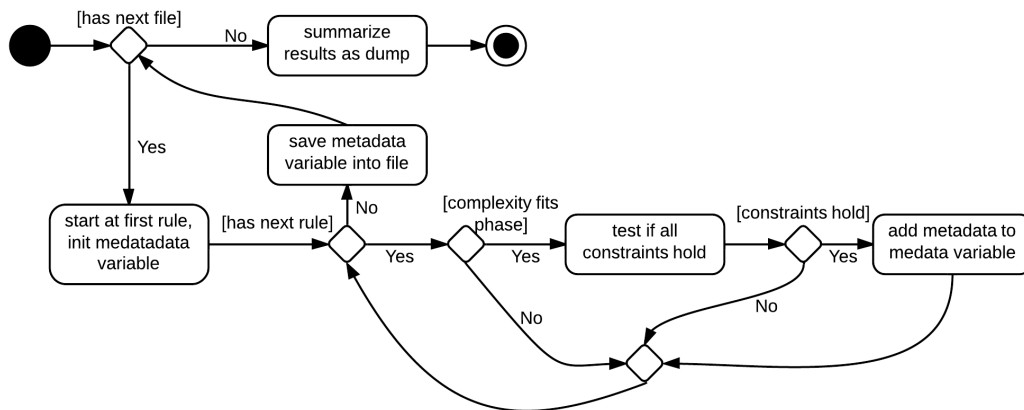 [has next file]
No
summarize
results as dump
Yes
save metadata
variable into file
start at first rule,
init medatadata
variable
[has next rule]
No
Yes
[complexity fits
phase]
Yes
test if all
constraints hold
[constraints hold]
Yes
add metadata to
medata variable
No
No